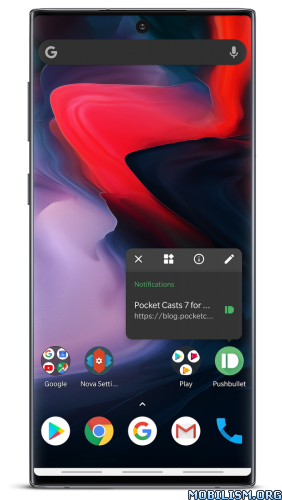 Notifications
Pocket Casts 7 for ...
https://blog.pocketc...
Google
Nova Setti...
Play
Pushbullet
MOBILISM.ORG